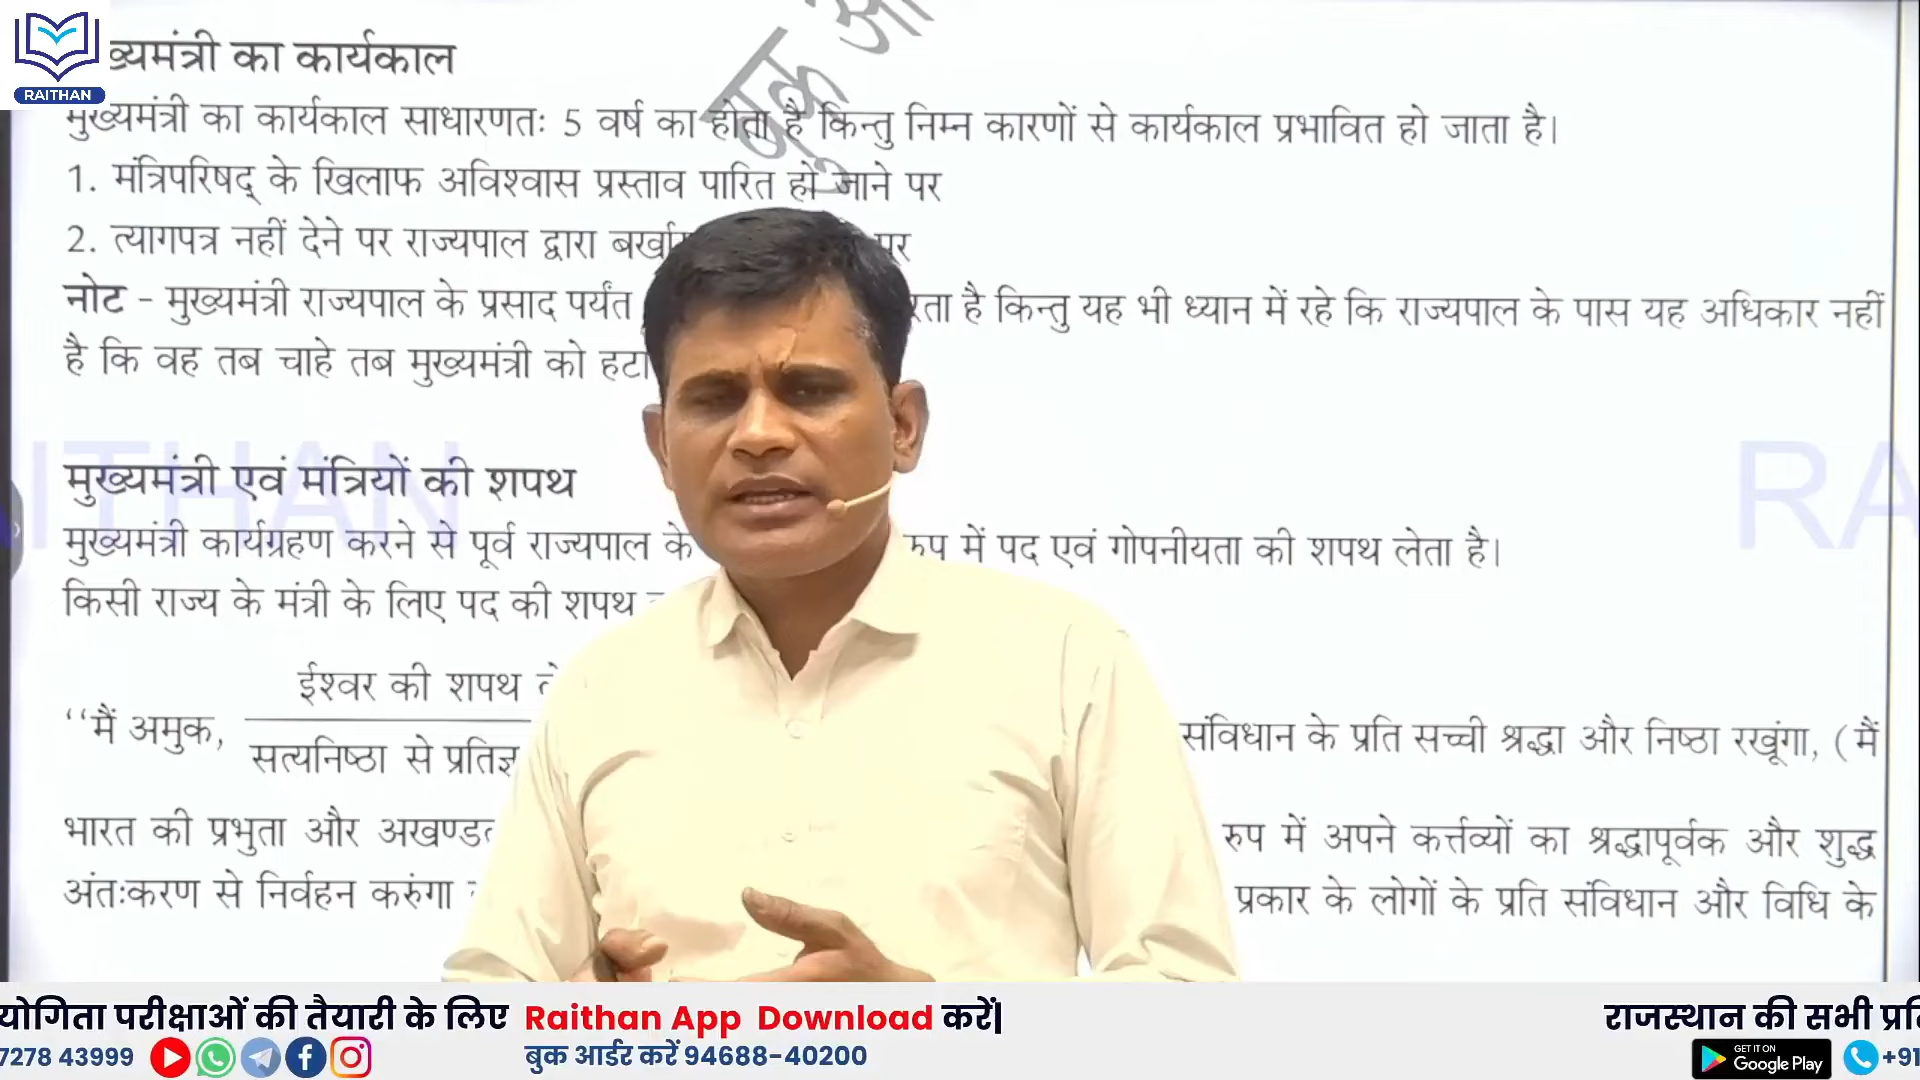 RAITHAN
मुख्यमंत्री का कार्यकाल
मुख्यमंत्री का कार्यकाल साधारणतः 5 वर्ष का होता है किन्तु निम्न कारणों से कार्यकाल प्रभावित हो जाता है।
1. मंत्रिपरिषद् के खिलाफ अविश्वास प्रस्ताव पारित हो जाने पर
2. त्यागपत्र नहीं देने पर राज्यपाल द्वारा पर
नोट - मुख्यमंत्री राज्यपाल के प्रसाद पर्यंत है किन्तु यह भी ध्यान में रहे कि राज्यपाल के पास यह अधिकार नहीं
है कि वह तब चाहे तब मुख्यमंत्री को हटा
मुख्यमंत्री एवं मंत्रियों की शपथ
मुख्यमंत्री कार्यग्रहण करने से पूर्व राज्यपाल के में पद एवं गोपनीयता की शपथ लेता है।
किसी राज्य के मंत्री के लिए पद की शपथ
ईश्वर की शपथ
‘‘मैं अमुक,
सत्यनिष्ठा से
संविधान के प्रति सच्ची श्रद्धा और निष्ठा रखूंगा, (मैं
भारत की प्रभुता और रुप में अपने कर्त्तव्यों का श्रद्धापूर्वक और शुद्ध
अंतःकरण से निर्वहन करुंगा प्रकार के लोगों के प्रति संविधान और विधि के
योगिता परीक्षाओं की तैयारी के लिए Raithan App Download करें|
राजस्थान की सभी
7278 43999
बुक आर्डर करें 94688-40200
GET IT ON
Google Play
+91